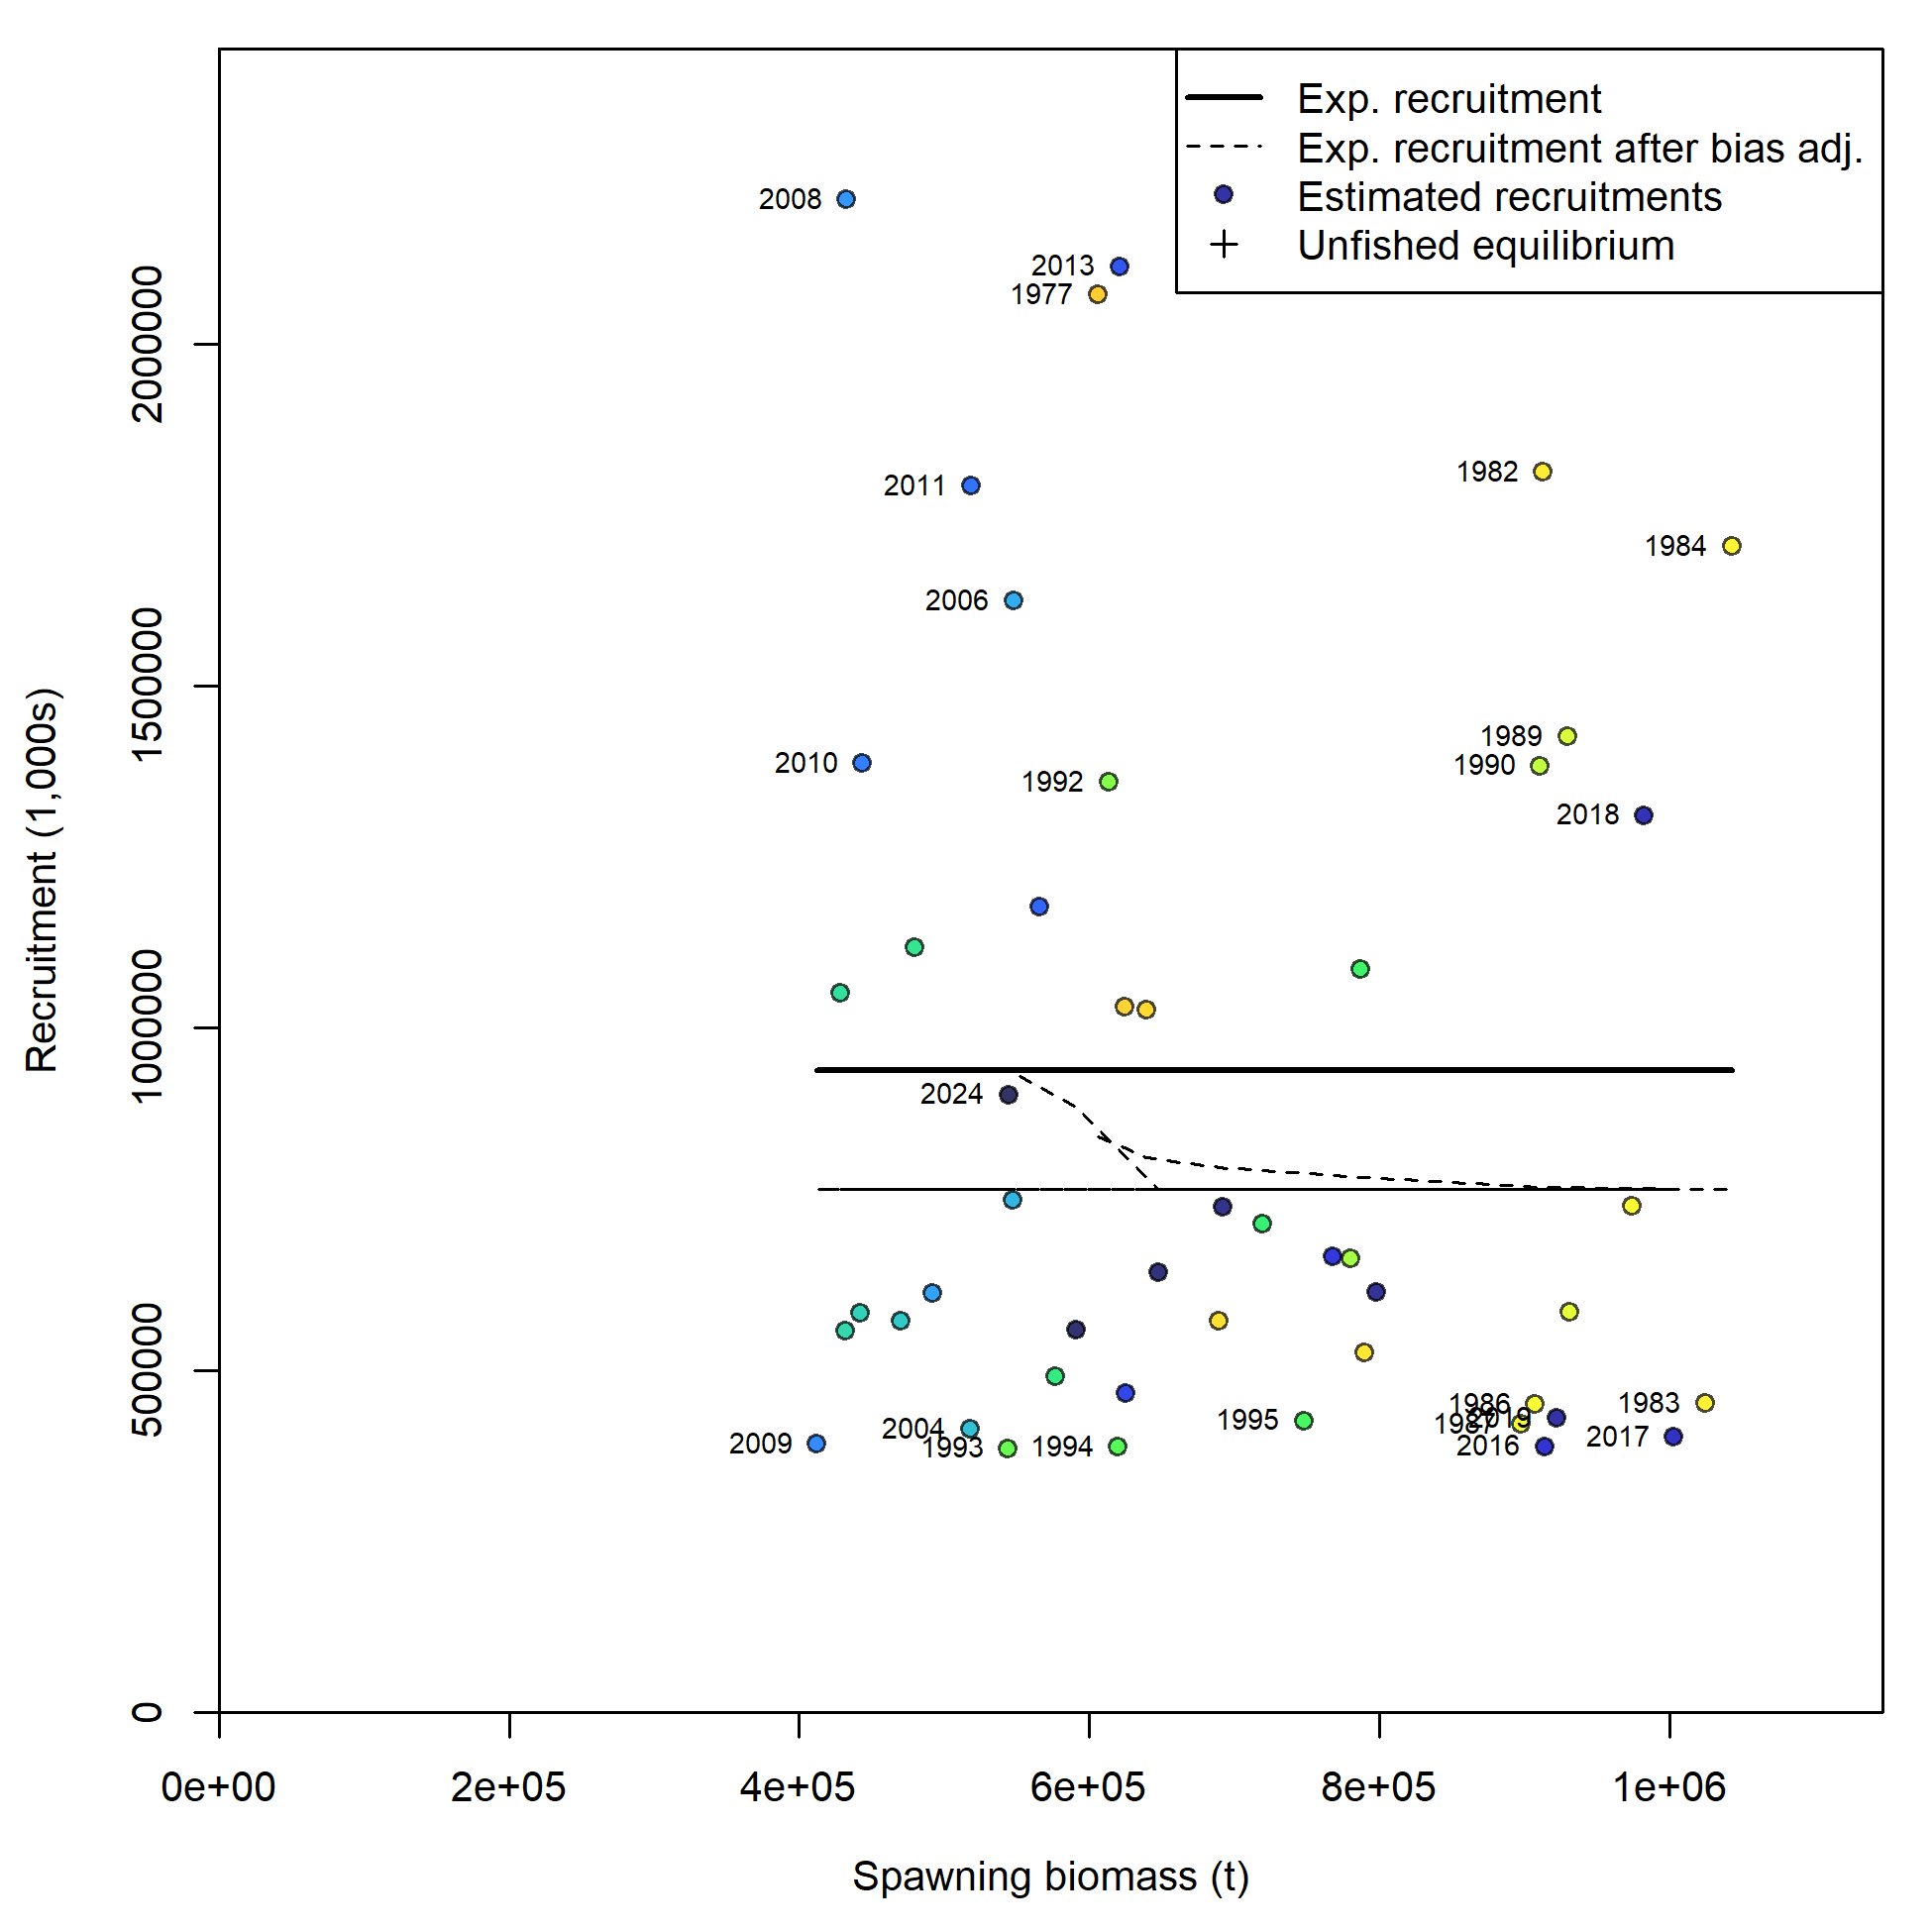 Exp. recruitment
Exp. recruitment after bias adj.
Estimated recruitments
Unfished equilibrium
2008
2013
1977
2011
1982
1984
2006
1989
1990
2010
1992
2018
2024
1986
2019
1987
1983
1995
2004
2009
1993
1994
2016
2017
Recruitment (1,000s)
2000000
1500000
1000000
500000
0
0e+00
2e+05
4e+05
6e+05
8e+05
1e+06
Spawning biomass (t)